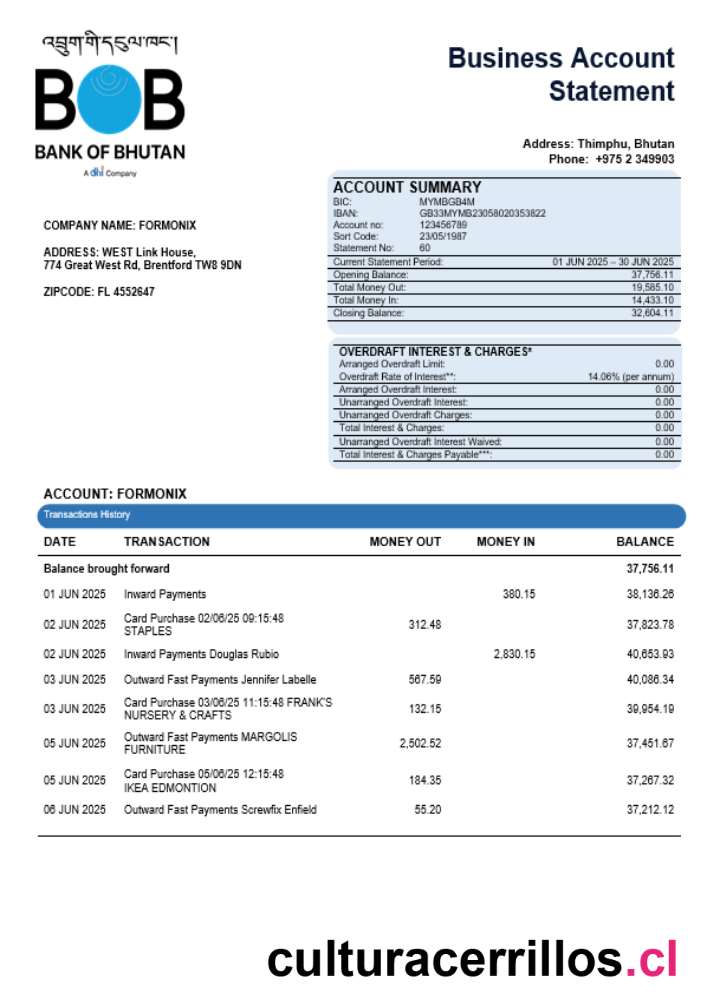 འབྲུག་གི་དངུལ་ཁང་།
BOB
BANK OF BHUTAN
A dhi Company
Business Account
Statement
Address: Thimphu, Bhutan
Phone: +975 2 349903
COMPANY NAME: FORMONIX
ADDRESS: WEST Link House,
774 Great West Rd, Brentford TW8 9DN
ZIPCODE: FL 4552647
ACCOUNT SUMMARY
BIC: MYMBGB4M
IBAN: GB33MYMB23058020353822
Account no: 123456789
Sort Code: 23/05/1987
Statement No: 60
Current Statement Period: 01 JUN 2025 – 30 JUN 2025
Opening Balance: 37,756.11
Total Money Out: 19,585.10
Total Money In: 14,433.10
Closing Balance: 32,604.11
OVERDRAFT INTEREST & CHARGES*
Arranged Overdraft Limit: 0.00
Overdraft Rate of Interest**: 14.06% (per annum)
Arranged Overdraft Interest: 0.00
Unarranged Overdraft Interest: 0.00
Unarranged Overdraft Charges: 0.00
Total Interest & Charges: 0.00
Unarranged Overdraft Interest Waived: 0.00
Total Interest & Charges Payable***: 0.00
ACCOUNT: FORMONIX
Transactions History
DATE TRANSACTION MONEY OUT MONEY IN BALANCE
Balance brought forward 37,756.11
01 JUN 2025 Inward Payments 380.15 38,136.26
02 JUN 2025 Card Purchase 02/06/25 09:15:48
STAPLES 312.48 37,823.78
02 JUN 2025 Inward Payments Douglas Rubio 2,830.15 40,653.93
03 JUN 2025 Outward Fast Payments Jennifer Labelle 567.59 40,086.34
03 JUN 2025 Card Purchase 03/06/25 11:15:48 FRANK'S
NURSERY & CRAFTS 132.15 39,954.19
05 JUN 2025 Outward Fast Payments MARGOLIS
FURNITURE 2,502.52 37,451.67
05 JUN 2025 Card Purchase 05/06/25 12:15:48
IKEA EDMONTION 184.35 37,267.32
06 JUN 2025 Outward Fast Payments Screwfix Enfield 55.20 37,212.12
culturacerrillos.cl